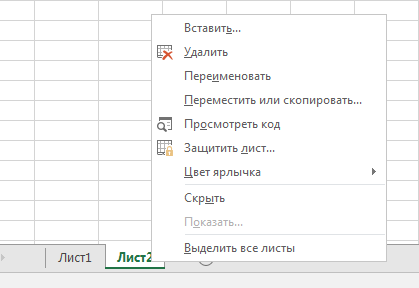 Вставить...
Удалить
Переименовать
Переместить или скопировать...
Просмотреть код
Защитить лист...
Цвет ярлычка
Скрыть
Показать...
Выделить все листы
Лист1
Лист2